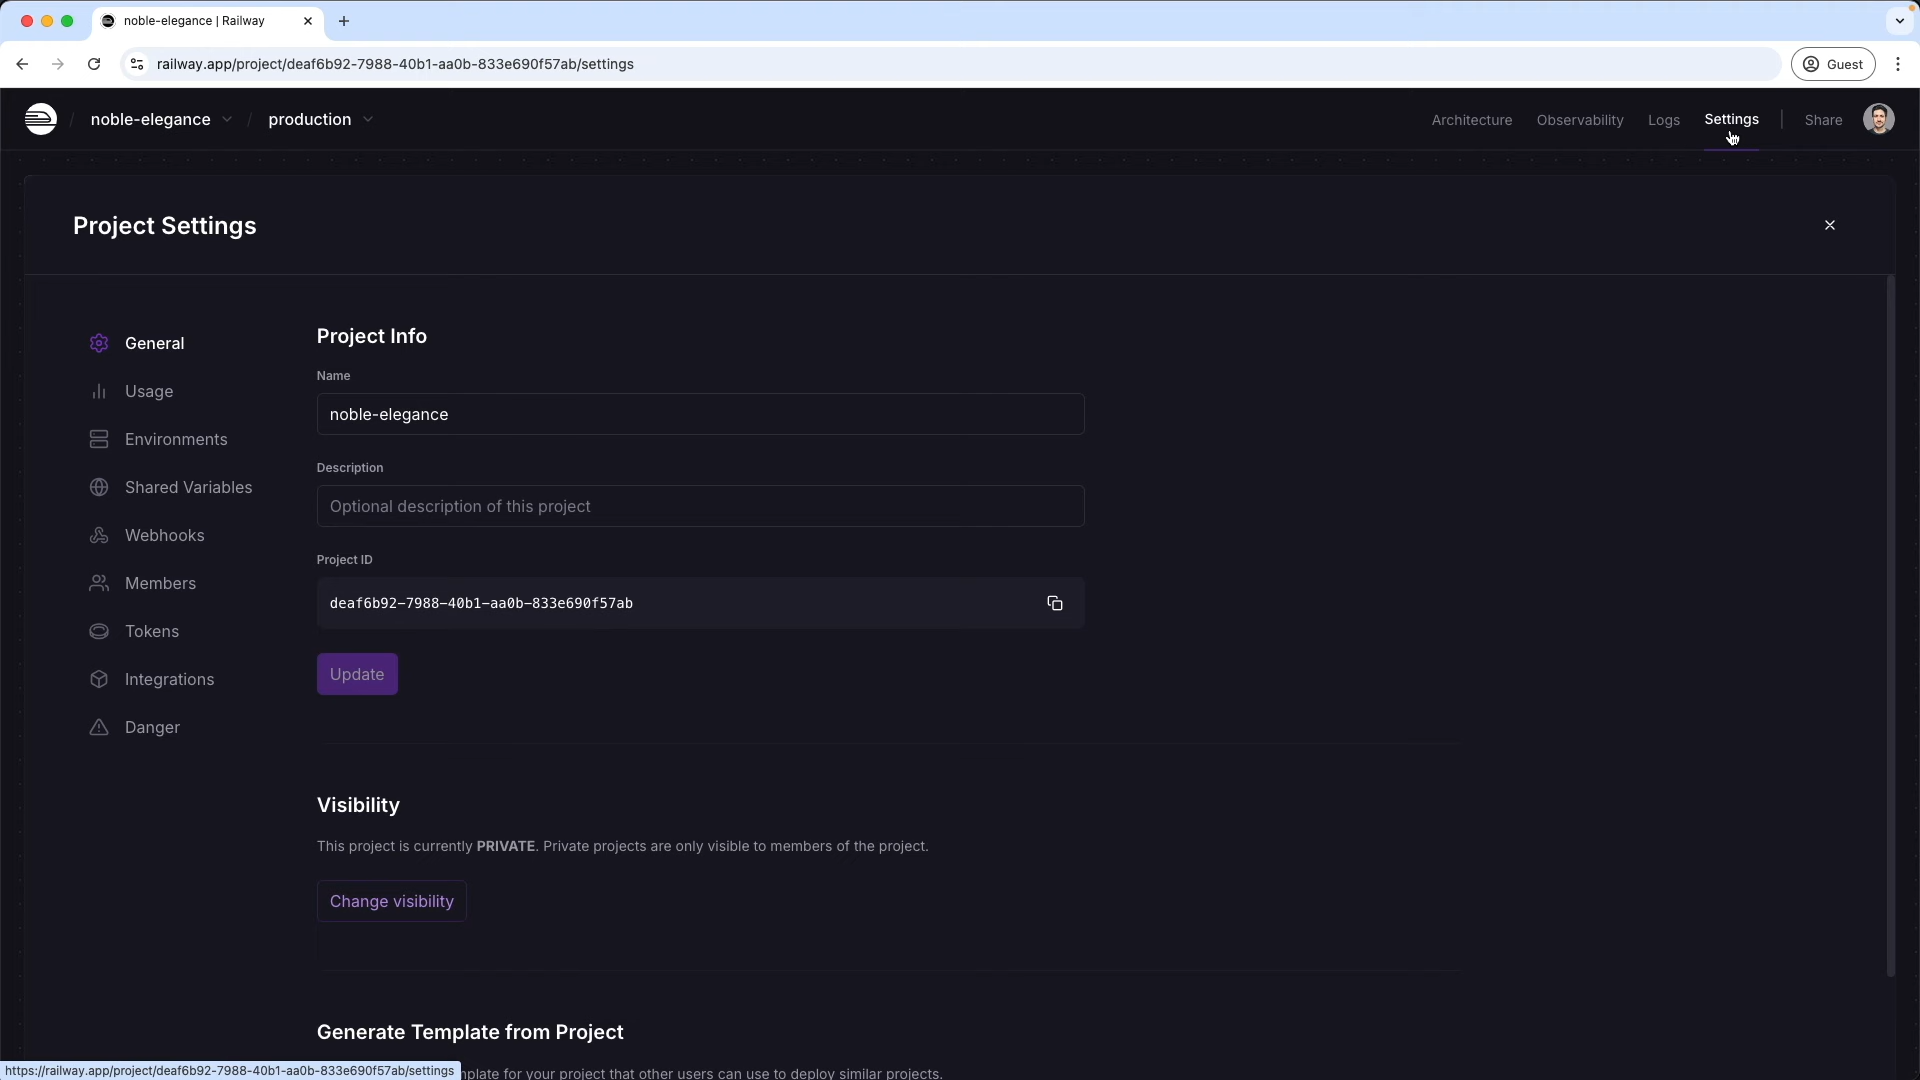 noble-elegance | Railway
railway.app/project/deaf6b92-7988-40b1-aa0b-833e690f57ab/settings
Guest
/ noble-elegance / production
Architecture Observability Logs Settings Share
Project Settings
General
Usage
Environments
Shared Variables
Webhooks
Members
Tokens
Integrations
Danger
Project Info
Name
noble-elegance
Description
Optional description of this project
Project ID
deaf6b92-7988-40b1-aa0b-833e690f57ab
Update
Visibility
This project is currently PRIVATE. Private projects are only visible to members of the project.
Change visibility
Generate Template from Project
for your project that other users can use to deploy similar projects.
https://railway.app/project/deaf6b92-7988-40b1-aa0b-833e690f57ab/settings